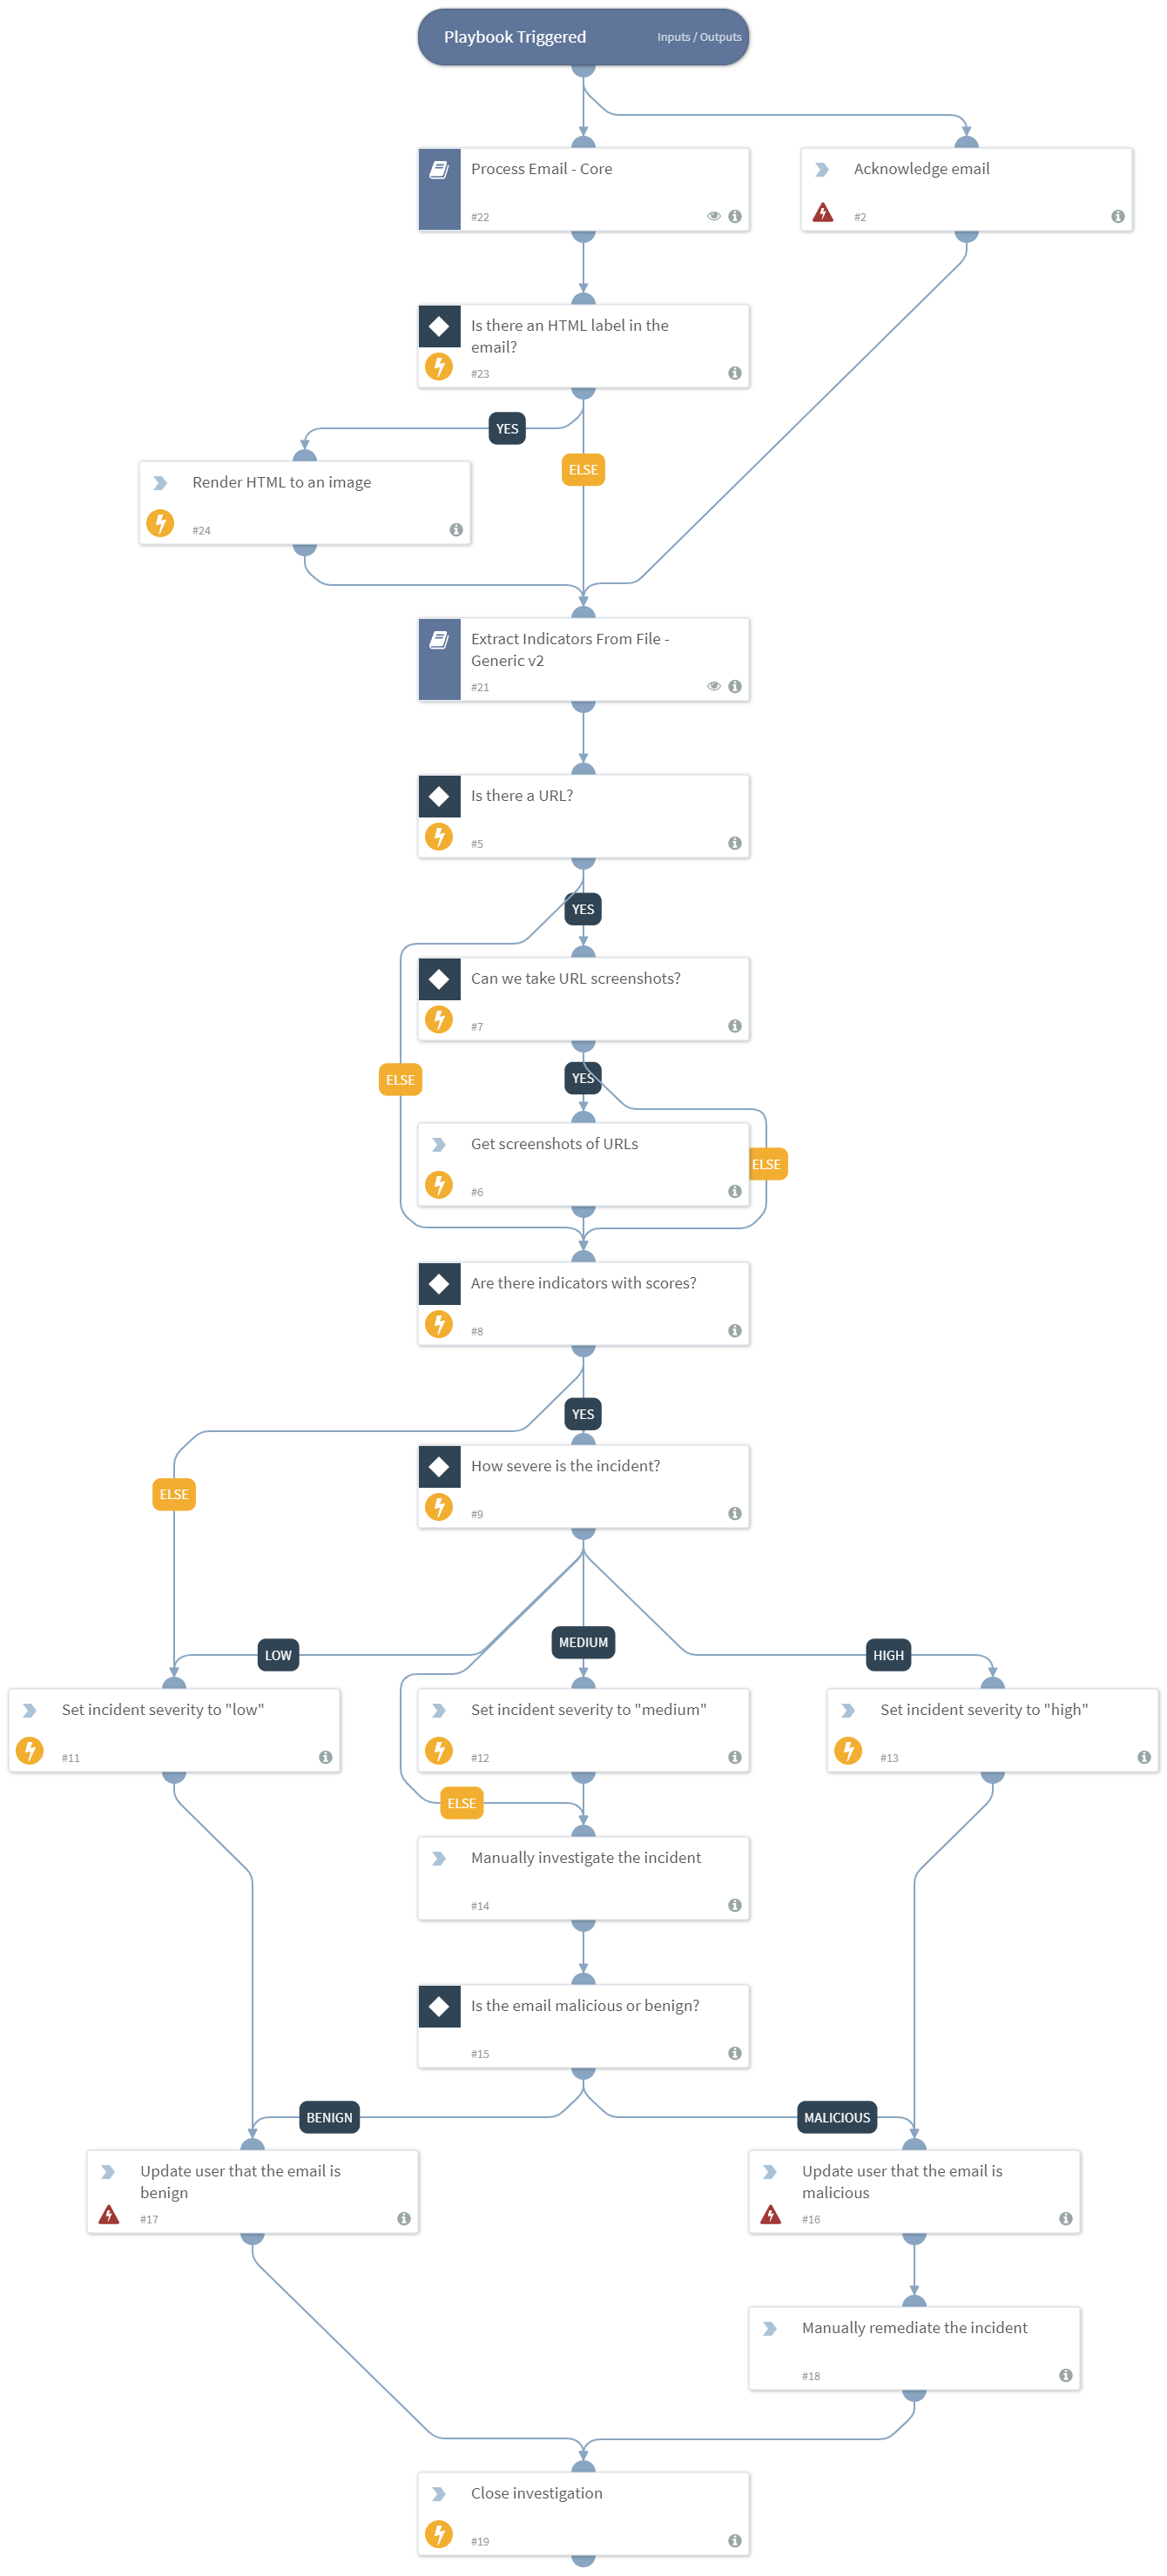 Playbook Triggered
Inputs / Outputs
Process Email - Core
#22
Acknowledge email
#2
Is there an HTML label in the
email?
#23
YES
ELSE
Render HTML to an image
#24
Extract Indicators From File -
Generic v2
#21
Is there a URL?
#5
YES
Can we take URL screenshots?
#7
ELSE
YES
Get screenshots of URLs
#6
ELSE
Are there indicators with scores?
#8
YES
How severe is the incident?
#9
ELSE
LOW
MEDIUM
HIGH
Set incident severity to "low"
#11
Set incident severity to "medium"
#12
Set incident severity to "high"
#13
ELSE
Manually investigate the incident
#14
Is the email malicious or benign?
#15
BENIGN
MALICIOUS
Update user that the email is
benign
#17
Update user that the email is
malicious
#16
Manually remediate the incident
#18
Close investigation
#19